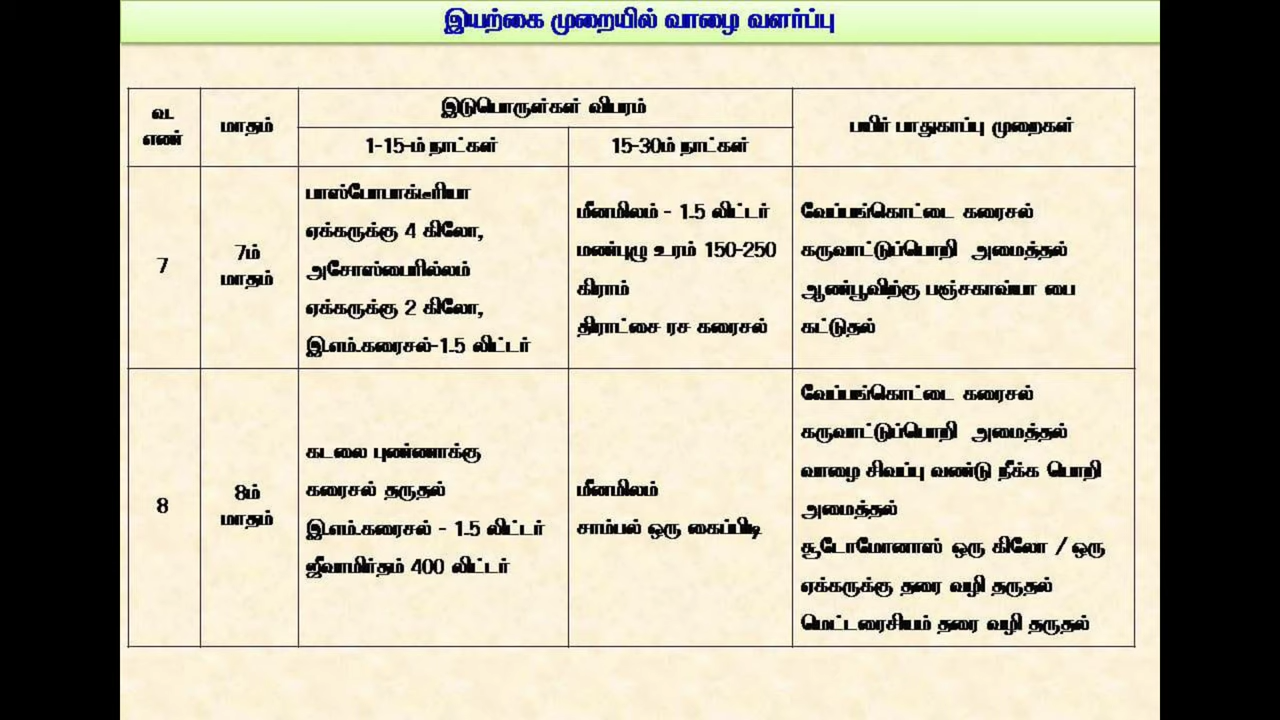 இயற்கை முறையில் வாழை வளர்ப்பு
வட எண்
மாதம்
இடுபொருள்கள் விபரம்
பயிர் பாதுகாப்பு முறைகள்
1-15-ம் நாட்கள்
15-30ம் நாட்கள்
7
7ம்
மாதம்
பாஸ்போபாக்டீரியா
ஏக்கருக்கு 4 கிலோ,
அசோஸ்பைரில்லம்
ஏக்கருக்கு 2 கிலோ,
இ.எம்.கரைசல்-1.5 லிட்டர்
மீனமிலம் - 1.5 லிட்டர்
மண்புழு உரம் 150-250
கிராம்
திராட்சை ரச கரைசல்
வேப்பங்கொட்டை கரைசல்
கருவாட்டுப்பொறி அமைத்தல்
ஆண்பூவிற்கு பஞ்சகாவ்யா பை
கட்டுதல்
8
8ம்
மாதம்
கடலை புண்ணாக்கு
கரைசல் தருதல்
இ.எம்.கரைசல் - 1.5 லிட்டர்
ஜீவாமிர்தம் 400 லிட்டர்
மீனமிலம்
சாம்பல் ஒரு கைப்பிடி
வேப்பங்கொட்டை கரைசல்
கருவாட்டுப்பொறி அமைத்தல்
வாழை சிவப்பு வண்டு நீக்க பொறி
அமைத்தல்
சூடோமோனாஸ் ஒரு கிலோ / ஒரு
ஏக்கருக்கு தரை வழி தருதல்
மெட்டரைசியம் தரை வழி தருதல்